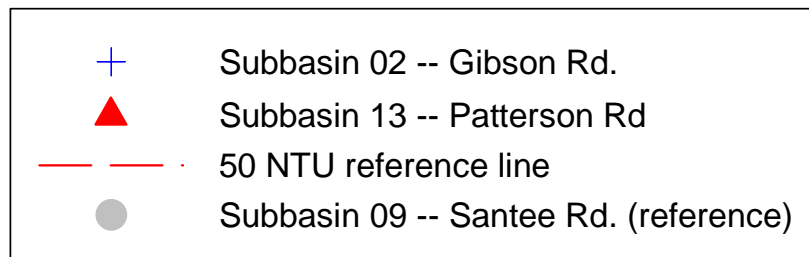 Subbasin 02 -- Gibson Rd.
Subbasin 13 -- Patterson Rd
50 NTU reference line
Subbasin 09 -- Santee Rd. (reference)